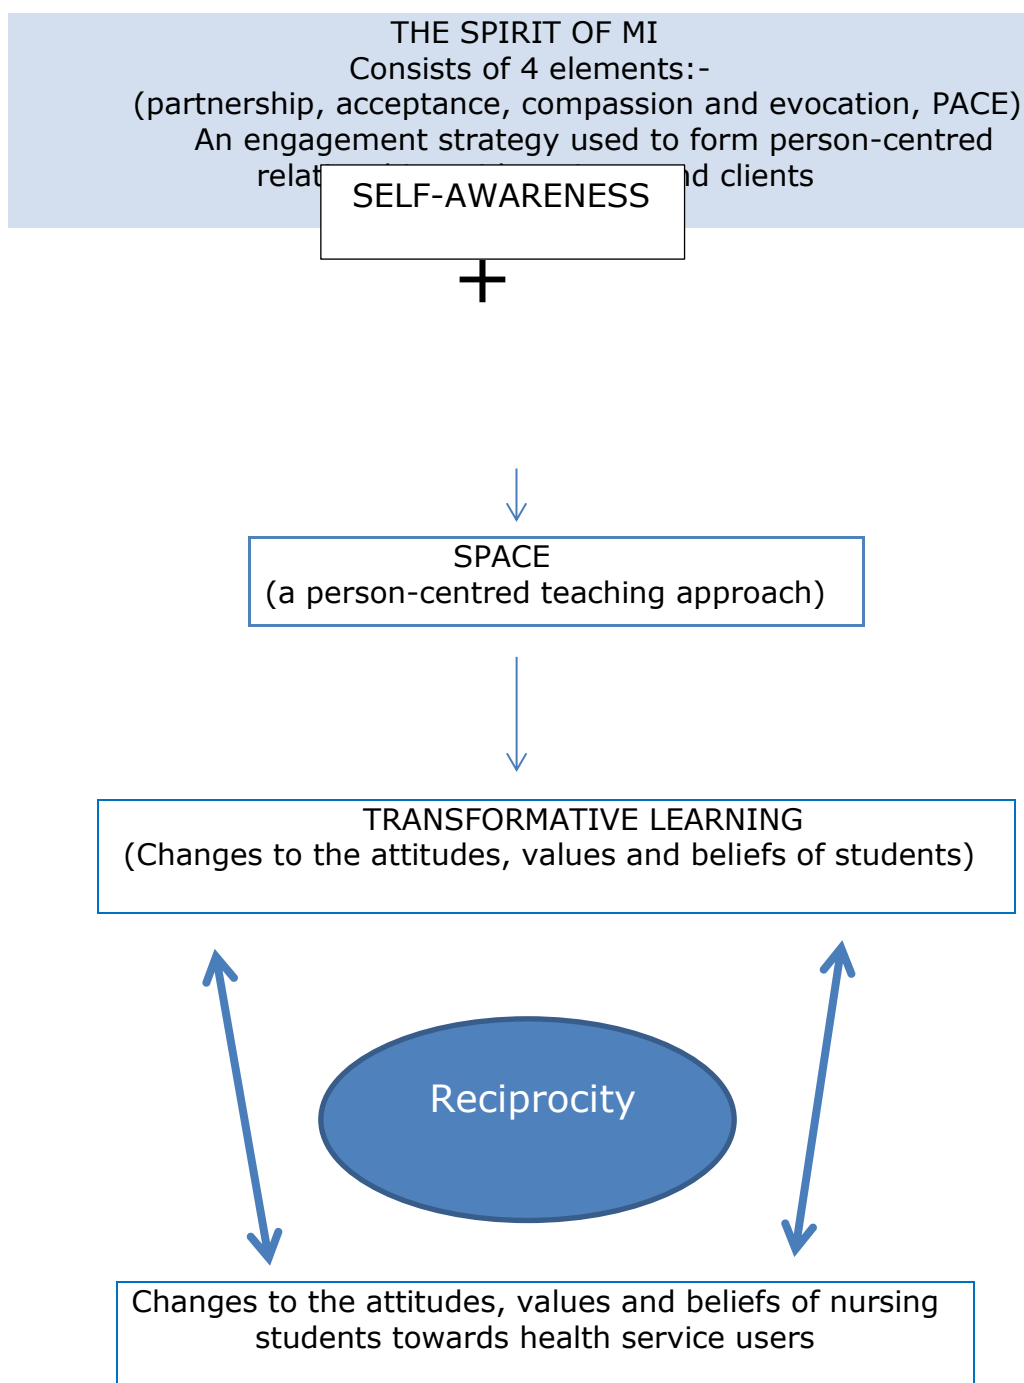 THE SPIRIT OF MI
Consists of 4 elements:-
(partnership, acceptance, compassion and evocation, PACE)
An engagement strategy used to form person-centred
clients
SELF-AWARENESS
+
SPACE
(a person-centred teaching approach)
TRANSFORMATIVE LEARNING
(Changes to the attitudes, values and beliefs of students)
Reciprocity
Changes to the attitudes, values and beliefs of nursing
students towards health service users